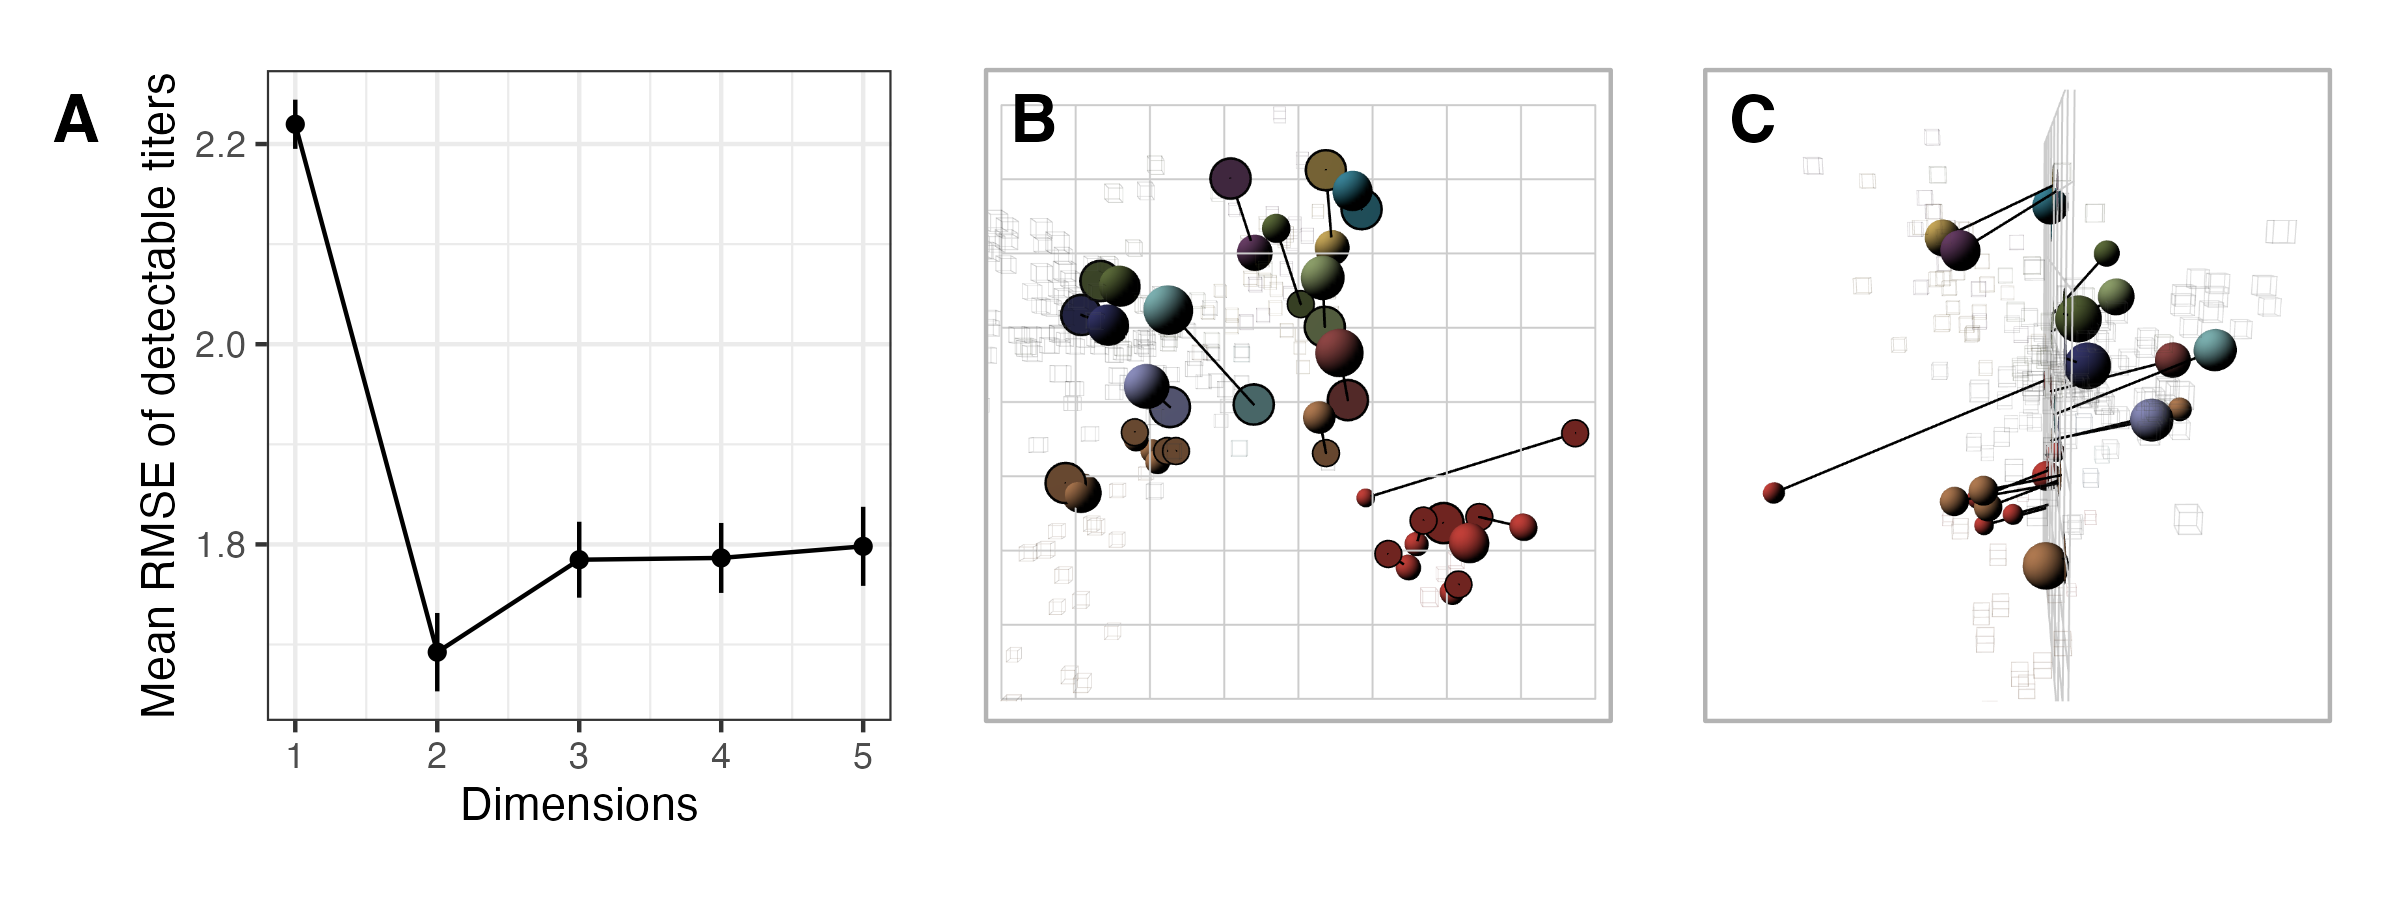 A
Mean RMSE of detectable titers
2.2
2.0
1.8
1 2 3 4 5
Dimensions
B
C